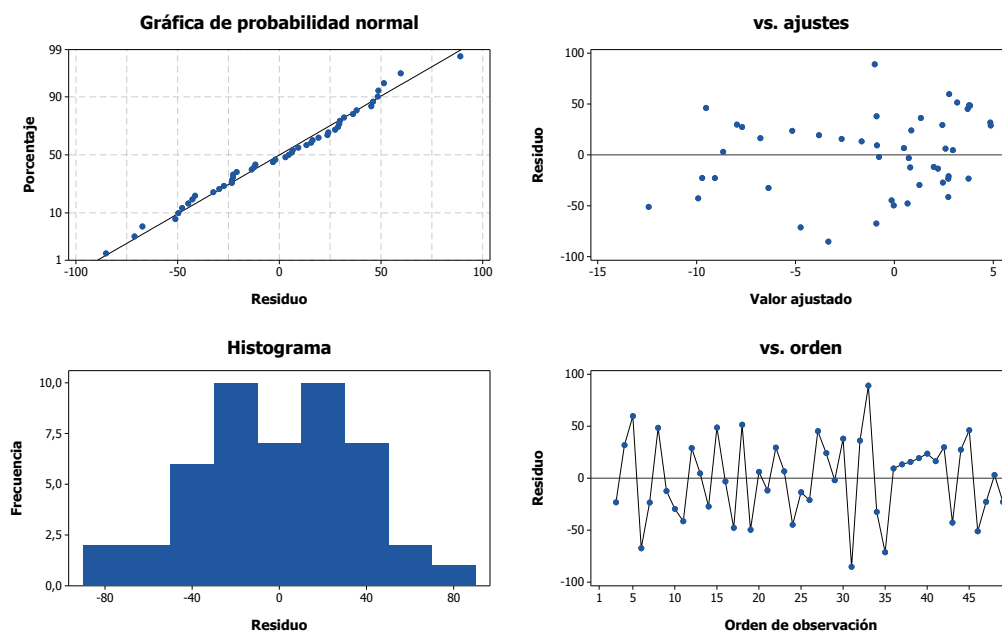 Gráfica de probabilidad normal
99
90
50
10
1
Porcentaje
-100 -50 0 50 100
Residuo
vs. ajustes
100
50
0
-50
-100
Residuo
-15 -10 -5 0 5
Valor ajustado
Histograma
10,0
7,5
5,0
2,5
0,0
Frecuencia
-80 -40 0 40 80
Residuo
vs. orden
100
50
0
-50
-100
Residuo
1 5 10 15 20 25 30 35 40 45
Orden de observación